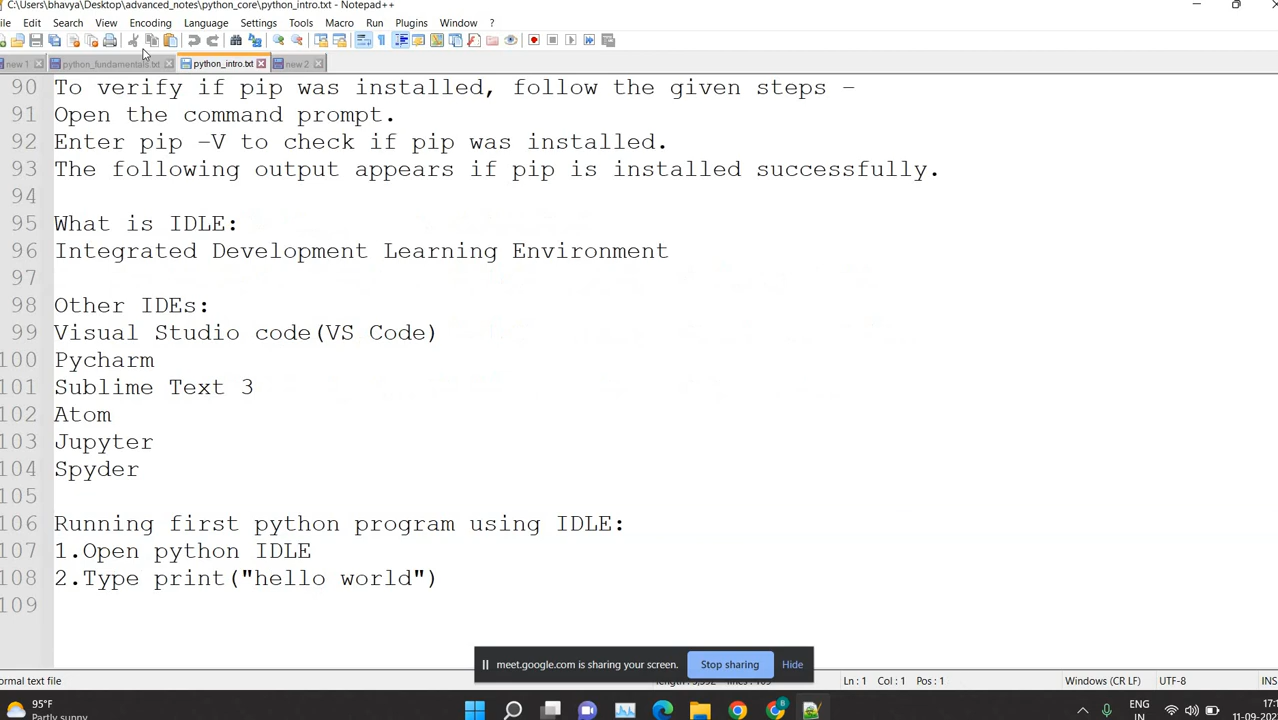 C:\Users\bhavya\Desktop\advanced_notes\python_core\python_intro.txt - Notepad++
Edit Search View Encoding Language Settings Tools Macro Run Plugins Window ?
new 1 python_fundamentals.txt python_intro.txt new 2
90 To verify if pip was installed, follow the given steps −
91 Open the command prompt.
92 Enter pip −V to check if pip was installed.
93 The following output appears if pip is installed successfully.
94
95 What is IDLE:
96 Integrated Development Learning Environment
97
98 Other IDEs:
99 Visual Studio code(VS Code)
100 Pycharm
101 Sublime Text 3
102 Atom
103 Jupyter
104 Spyder
105
106 Running first python program using IDLE:
107 1.Open python IDLE
108 2.Type print("hello world")
109
meet.google.com is sharing your screen. Stop sharing Hide
ormal text file Ln : 1 Col : 1 Pos : 1 Windows (CR LF) UTF-8 INS
95°F ENG
Partly sunny IN